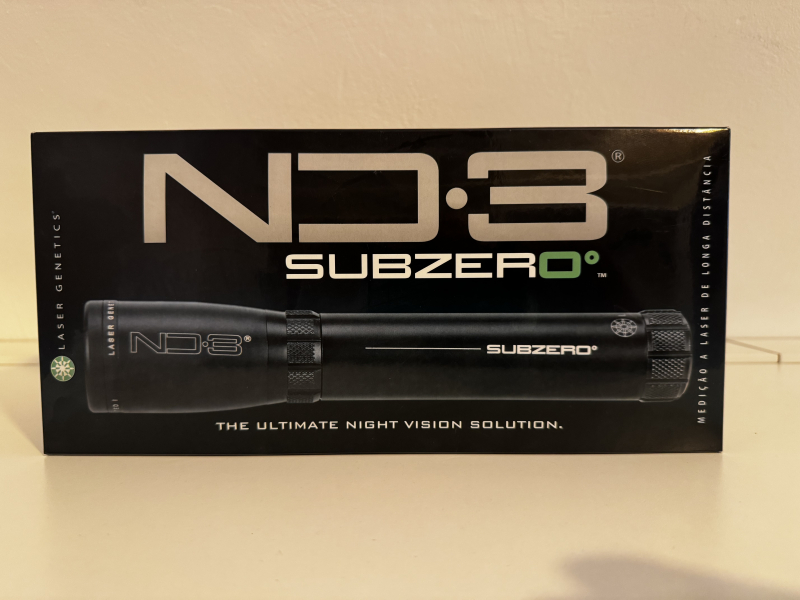 ND·3®
SUBZERO°™
LASER GENETICS®
LASER GENE
ND·3®
SUBZERO°
THE ULTIMATE NIGHT VISION SOLUTION.
MEDIÇÃO A LASER DE LONGA DISTÂNCIA